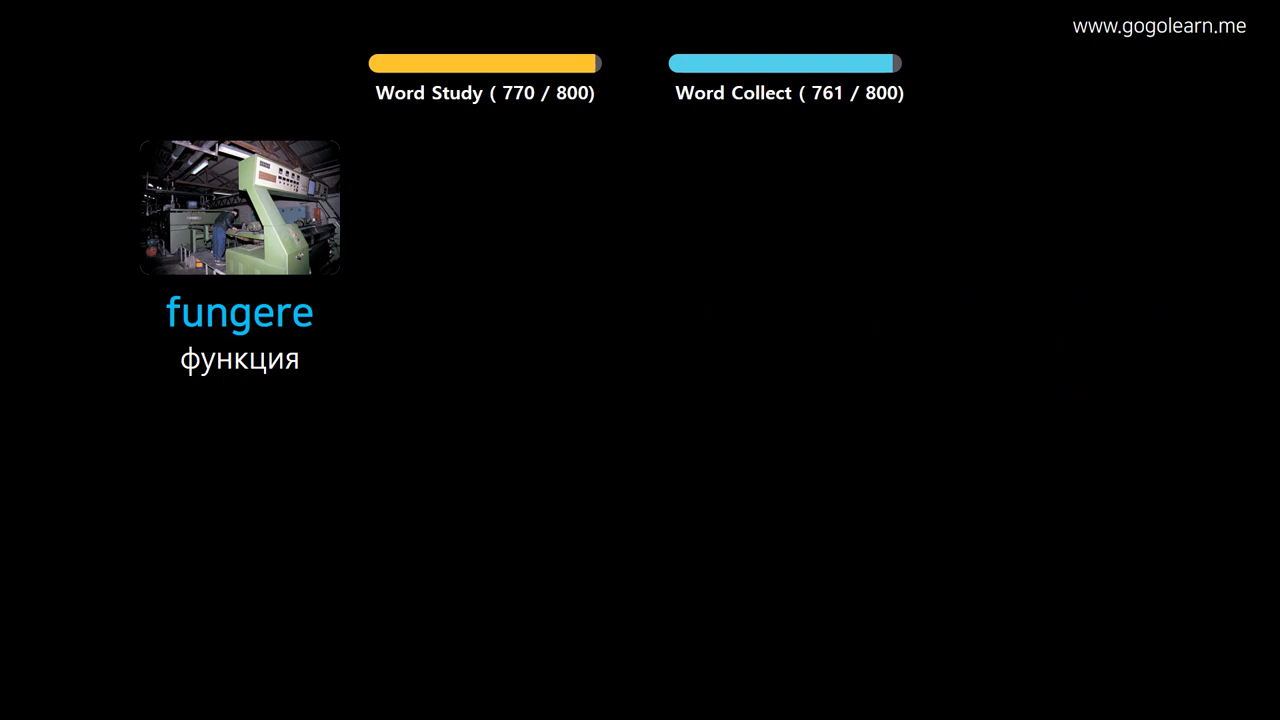 www.gogolearn.me
Word Study ( 770 / 800)
Word Collect ( 761 / 800)
fungere
функция